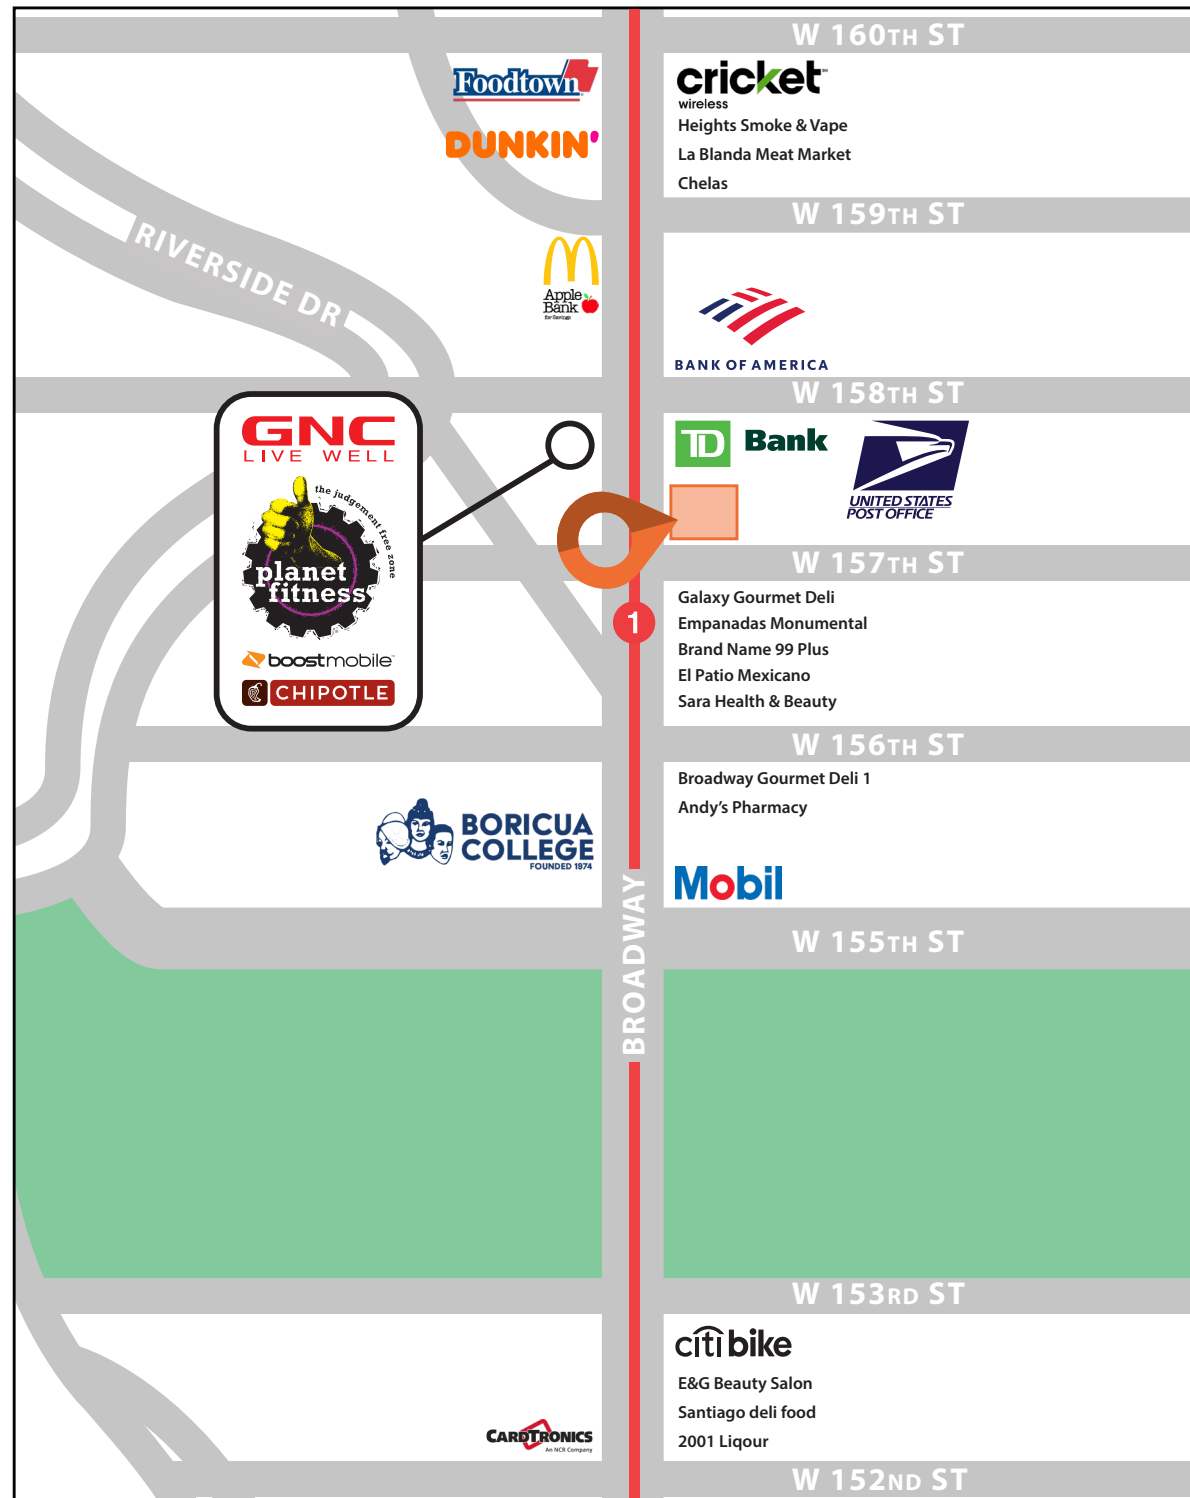 W 160TH ST
Foodtown
DUNKIN'
cricket
wireless
Heights Smoke & Vape
La Blanda Meat Market
Chelas
W 159TH ST
RIVERSIDE DR
Apple
Bank
for Savings
BANK OF AMERICA
W 158TH ST
GNC
LIVE WELL
the judgement free zone
planet
fitness
boostmobile
CHIPOTLE
TD Bank
UNITED STATES
POST OFFICE
W 157TH ST
1
Galaxy Gourmet Deli
Empanadas Monumental
Brand Name 99 Plus
El Patio Mexicano
Sara Health & Beauty
W 156TH ST
Broadway Gourmet Deli 1
Andy's Pharmacy
BORICUA
COLLEGE
FOUNDED 1974
Mobil
W 155TH ST
BROADWAY
W 153RD ST
citi bike
E&G Beauty Salon
Santiago deli food
2001 Liqour
CARDTRONICS
An NCR Company
W 152ND ST